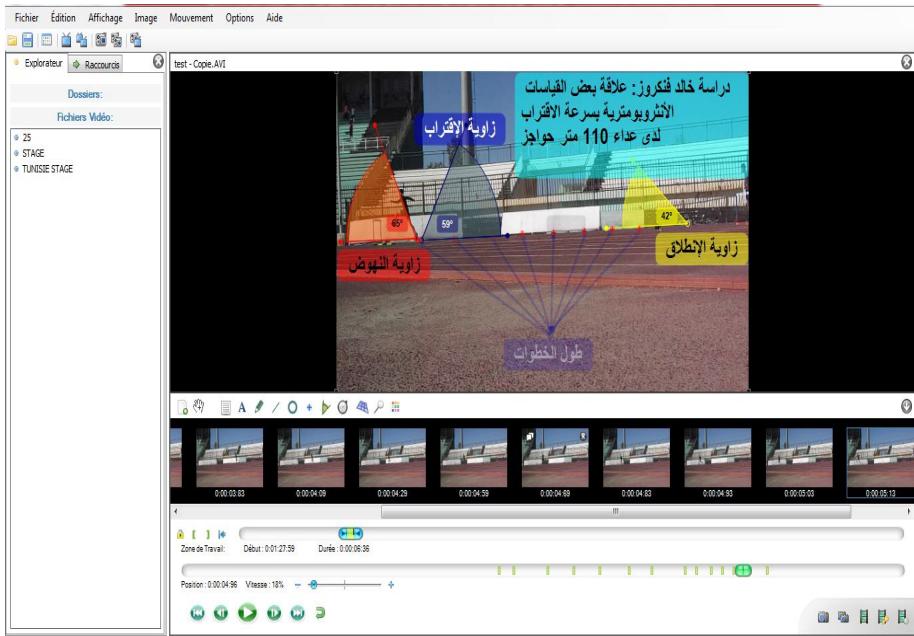 Fichier Édition Affichage Image Mouvement Options Aide
Explorateur Raccourcis
test - Copie.AVI
Dossiers:
Fichiers Vidéo:
25
STAGE
TUNISIE STAGE
دراسة خالد فنكروز: علاقة بعض القياسات
الأنثروبومترية بسرعة الاقتراب
لدى عداء 110 متر حواجز
زاوية الإقتراب
65°
59°
42°
زاوية الإنطلاق
زاوية النهوض
طول الخطوات
0:00:03:83 0:00:04:09 0:00:04:29 0:00:04:59 0:00:04:69 0:00:04:83 0:00:04:93 0:00:05:03 0:00:05:13
Zone de Travail: Début : 0:01:27:59 Durée : 0:00:06:36
Position : 0:00:04:96 Vitesse : 18%